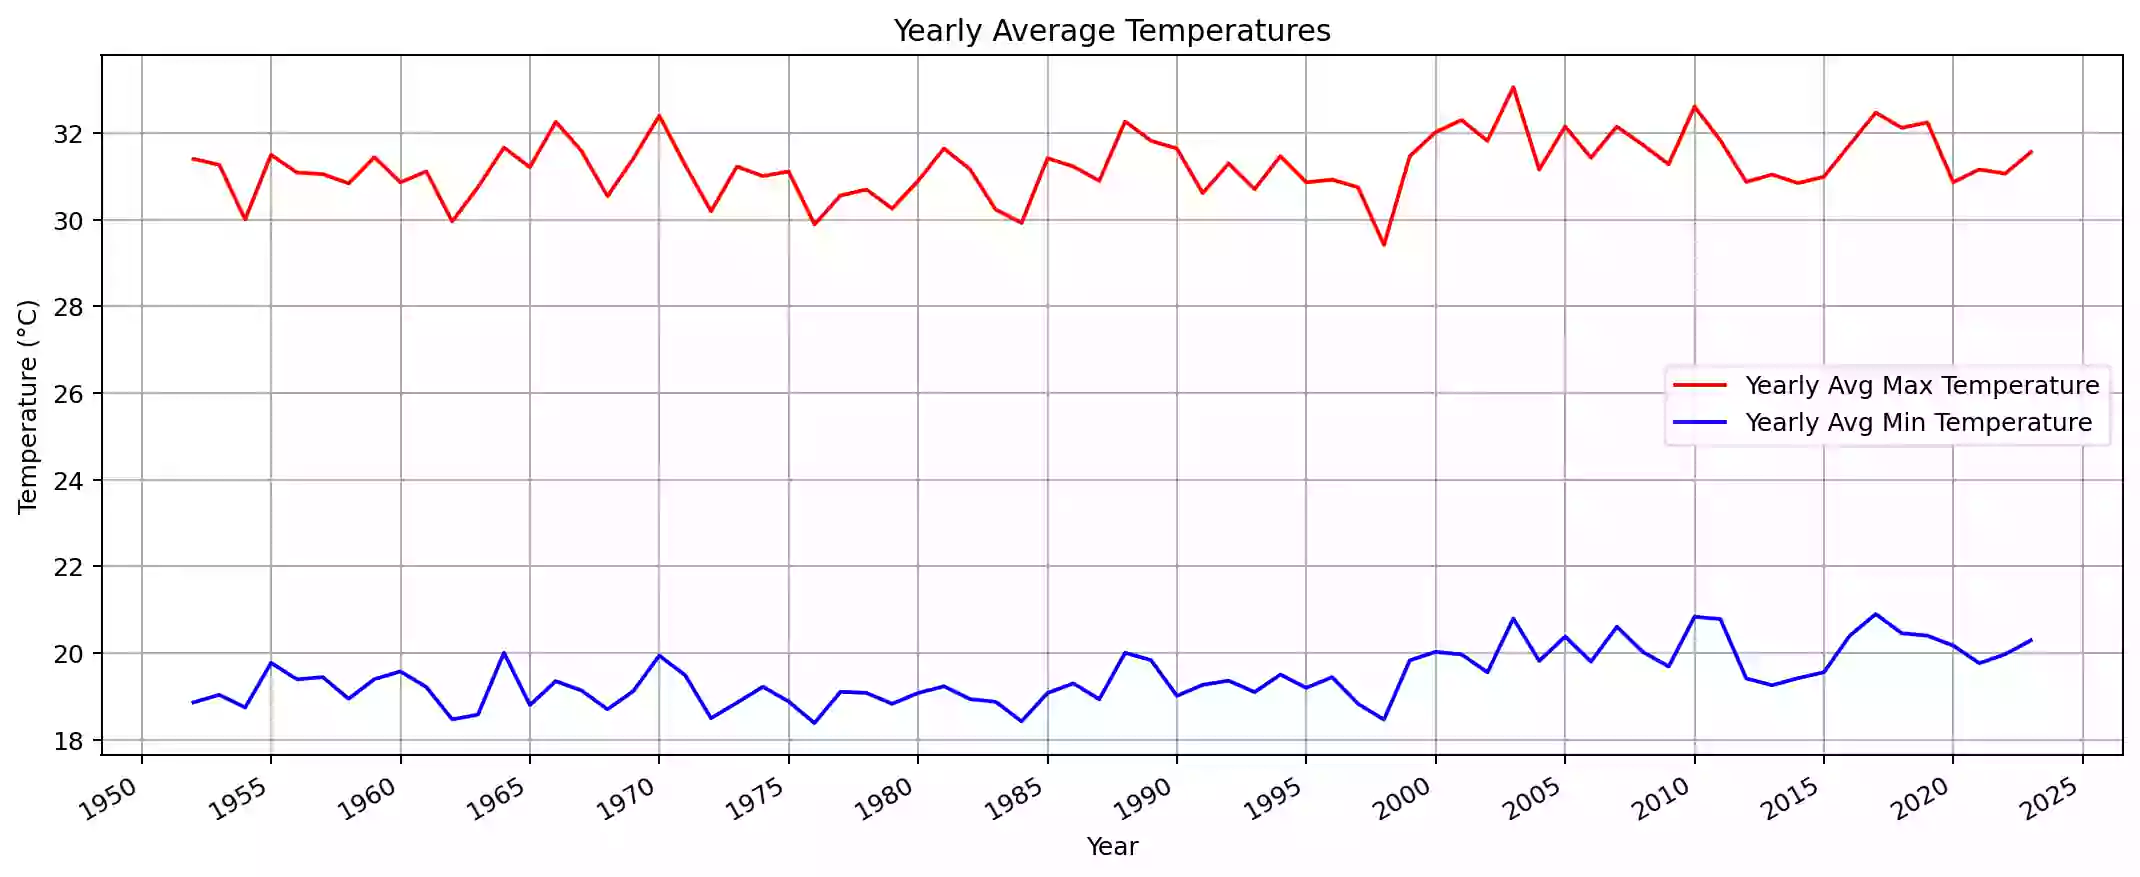 Yearly Average Temperatures
Temperature (°C)
32
30
28
26
24
22
20
18
Yearly Avg Max Temperature
Yearly Avg Min Temperature
1950 1955 1960 1965 1970 1975 1980 1985 1990 1995 2000 2005 2010 2015 2020 2025
Year